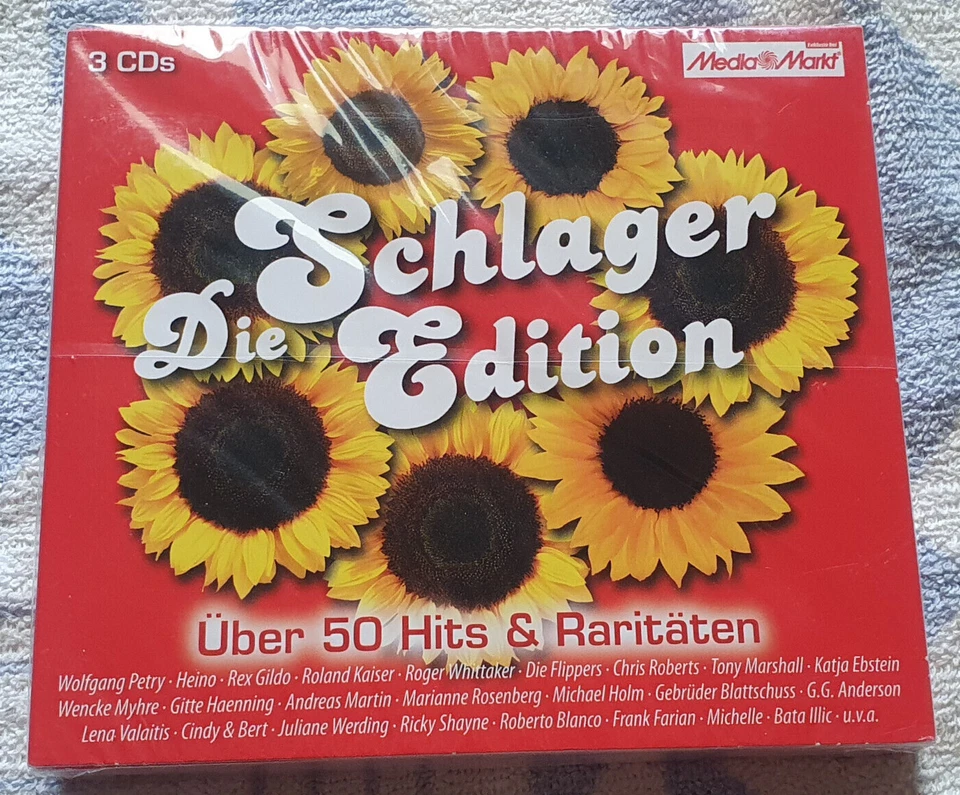 3 CDs
Exklusiv bei
Media Markt
Die Schlager
Edition
Über 50 Hits & Raritäten
Wolfgang Petry · Heino · Rex Gildo · Roland Kaiser · Roger Whittaker · Die Flippers · Chris Roberts · Tony Marshall · Katja Ebstein
Wencke Myhre · Gitte Haenning · Andreas Martin · Marianne Rosenberg · Michael Holm · Gebrüder Blattschuss · G.G. Anderson
Lena Valaitis · Cindy & Bert · Juliane Werding · Ricky Shayne · Roberto Blanco · Frank Farian · Michelle · Bata Illic · u.v.a.